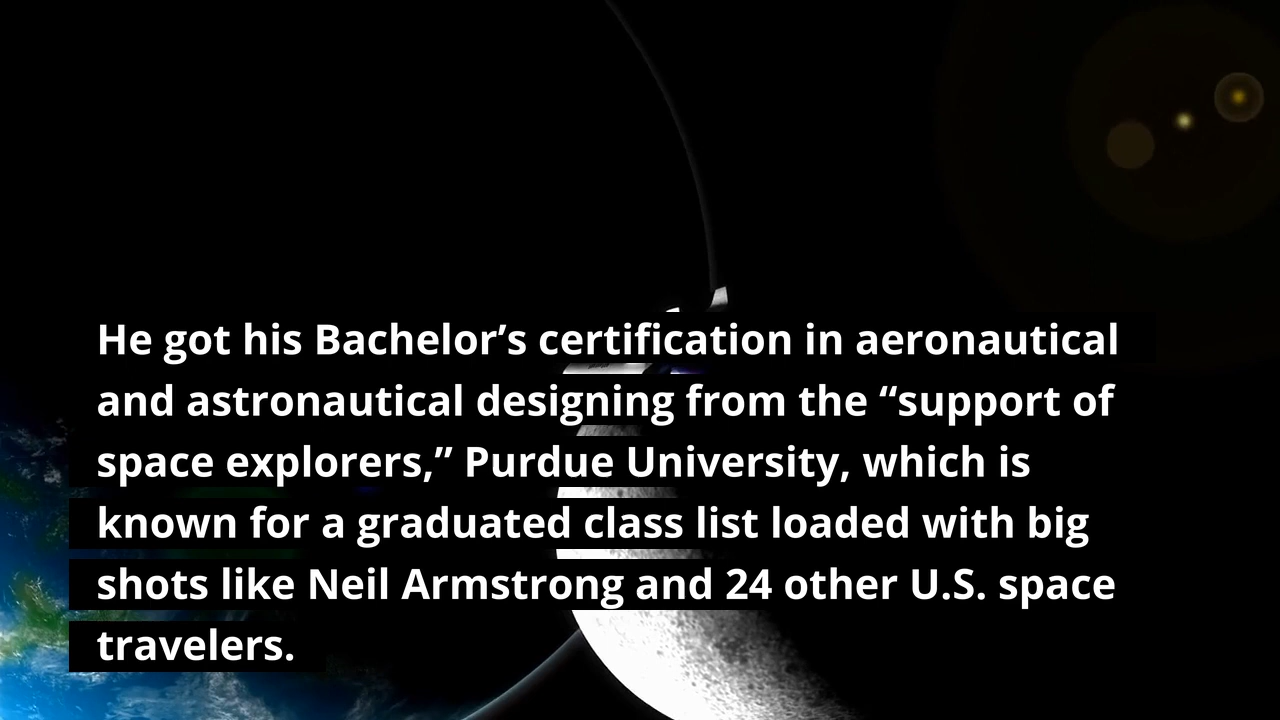 He got his Bachelor’s certification in aeronautical
and astronautical designing from the “support of
space explorers,” Purdue University, which is
known for a graduated class list loaded with big
shots like Neil Armstrong and 24 other U.S. space
travelers.